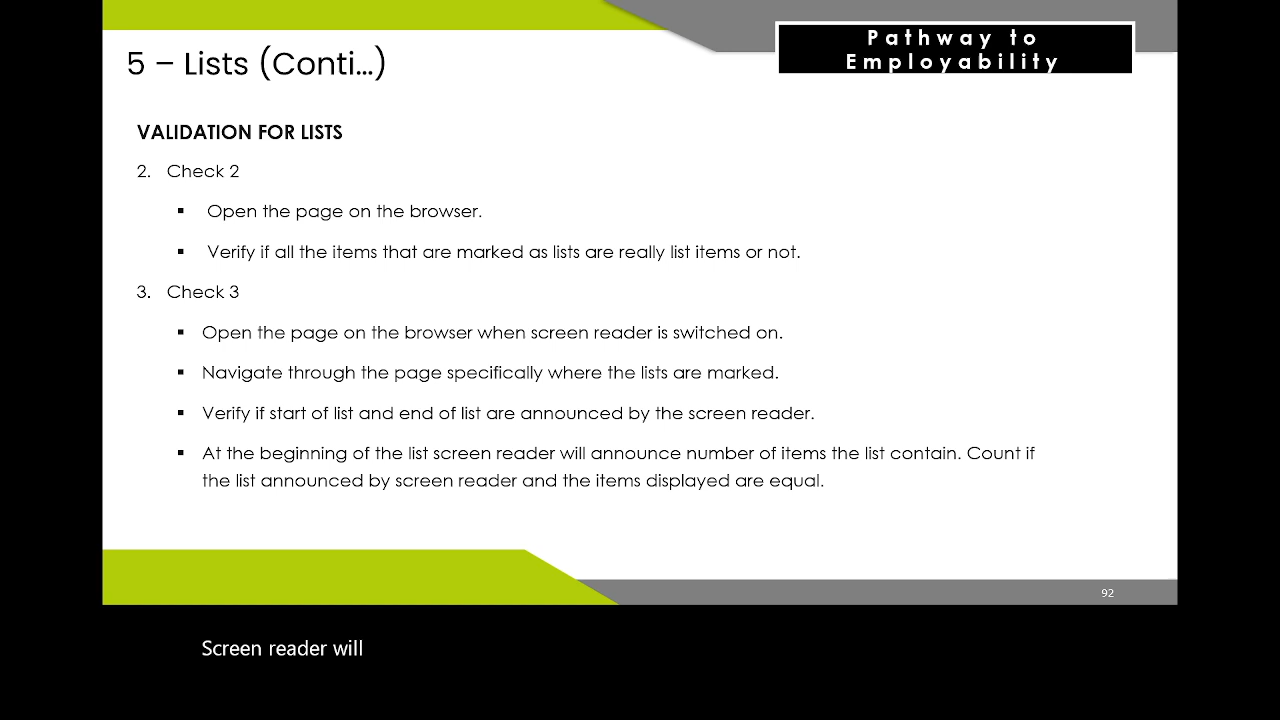 Pathway to
Employability
5 – Lists (Conti…)
VALIDATION FOR LISTS
2. Check 2
▪ Open the page on the browser.
▪ Verify if all the items that are marked as lists are really list items or not.
3. Check 3
▪ Open the page on the browser when screen reader is switched on.
▪ Navigate through the page specifically where the lists are marked.
▪ Verify if start of list and end of list are announced by the screen reader.
▪ At the beginning of the list screen reader will announce number of items the list contain. Count if
the list announced by screen reader and the items displayed are equal.
92
Screen reader will